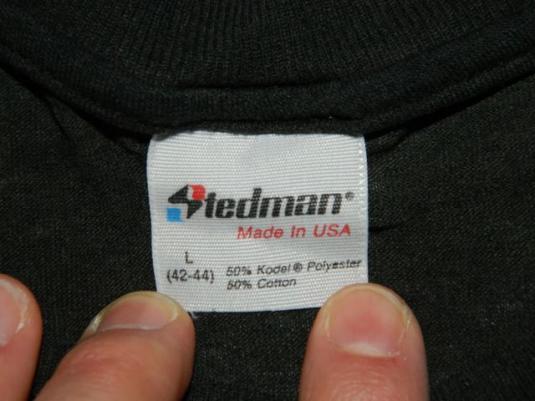 Stedman®
Made In USA
L
(42-44)
50% Kodel® Polyester
50% Cotton